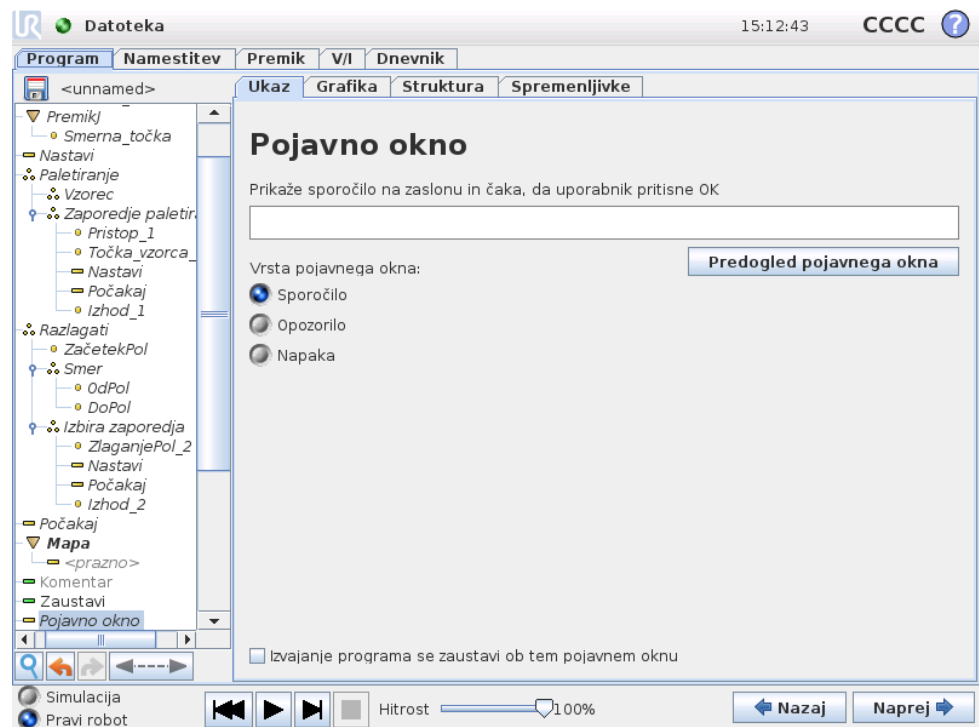 Datoteka
15:12:43
CCCC
?
Program
Namestitev
Premik
V/I
Dnevnik
<unnamed>
Ukaz
Grafika
Struktura
Spremenljivke
PremikJ
Smerna_točka
Nastavi
Paletiranje
Vzorec
Zaporedje paletir
Pristop_1
Točka_vzorca_
Nastavi
Počakaj
Izhod_1
Razlagati
ZačetekPol
Smer
OdPol
DoPol
Izbira zaporedja
ZlaganjePol_2
Nastavi
Počakaj
Izhod_2
Počakaj
Mapa
<prazno>
Komentar
Zaustavi
Pojavno okno
Pojavno okno
Prikaže sporočilo na zaslonu in čaka, da uporabnik pritisne OK
Predogled pojavnega okna
Vrsta pojavnega okna:
Sporočilo
Opozorilo
Napaka
Izvajanje programa se zaustavi ob tem pojavnem oknu
Simulacija
Pravi robot
Hitrost
100%
Nazaj
Naprej